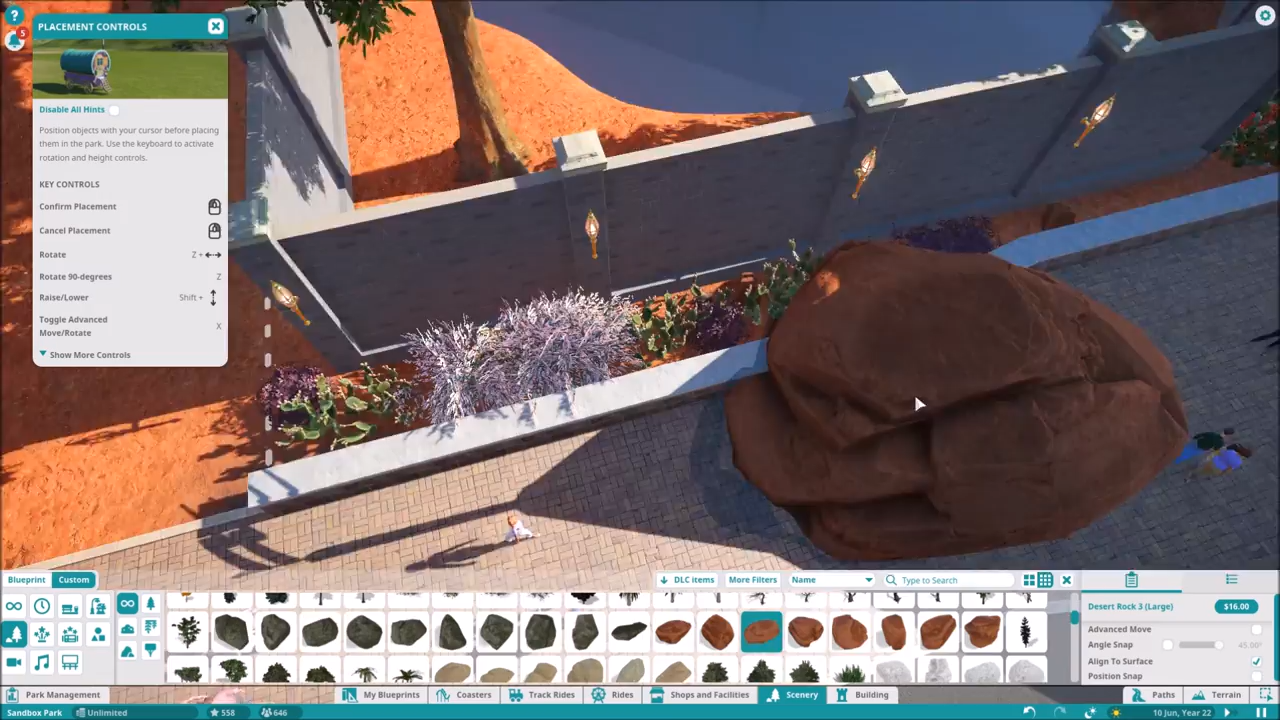 ?
5
PLACEMENT CONTROLS
Disable All Hints
Position objects with your cursor before placing
them in the park. Use the keyboard to activate
rotation and height controls.
KEY CONTROLS
Confirm Placement
Cancel Placement
Rotate Z +
Rotate 90-degrees Z
Raise/Lower Shift +
Toggle Advanced
Move/Rotate X
Show More Controls
Blueprint Custom
DLC items More Filters Name Type to Search
Desert Rock 3 (Large) $16.00
Advanced Move
Angle Snap 45.00°
Align To Surface
Position Snap
Park Management My Blueprints Coasters Track Rides Rides Shops and Facilities Scenery Building Paths Terrain
Sandbox Park Unlimited 558 646 10 Jun, Year 22